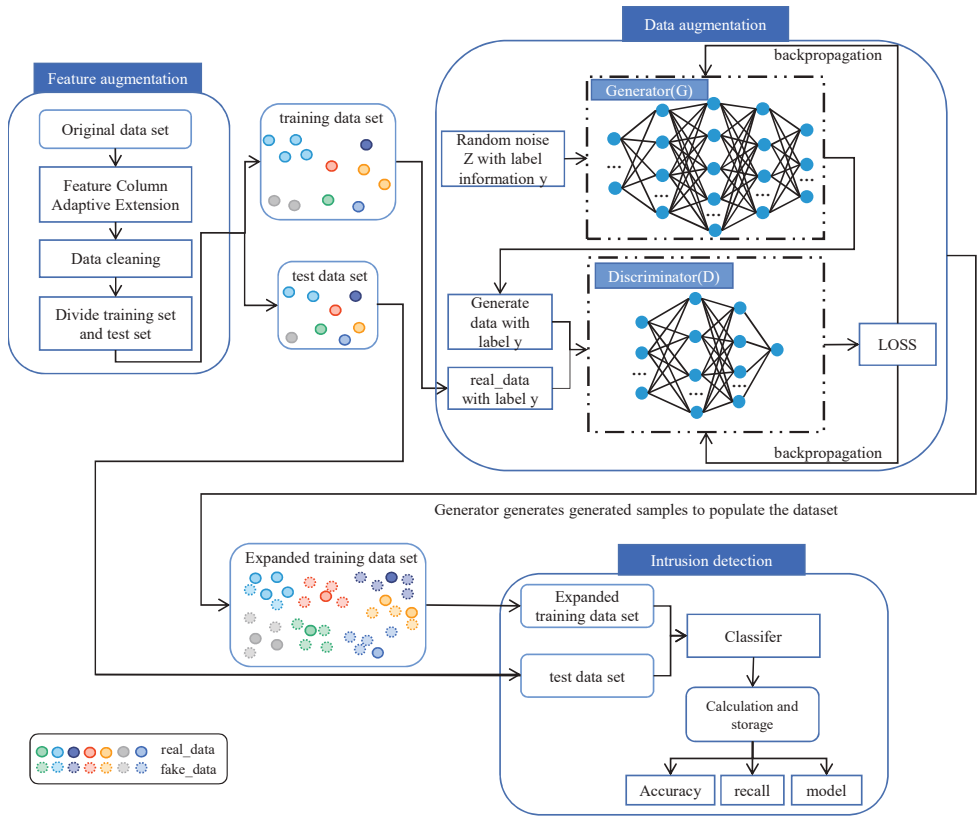 Data augmentation
backpropagation
Feature augmentation
Generator(G)
Original data set
training data set
Random noise
Z with label
information y
...
...
...
...
...
Feature Column
Adaptive Extension
Data cleaning
test data set
Discriminator(D)
Divide training set
and test set
Generate
data with
label y
LOSS
...
...
...
real_data
with label y
backpropagation
Generator generates generated samples to populate the dataset
Expanded training data set
Intrusion detection
Expanded
training data set
Classifer
test data set
Calculation and
storage
real_data
fake_data
Accuracy
recall
model